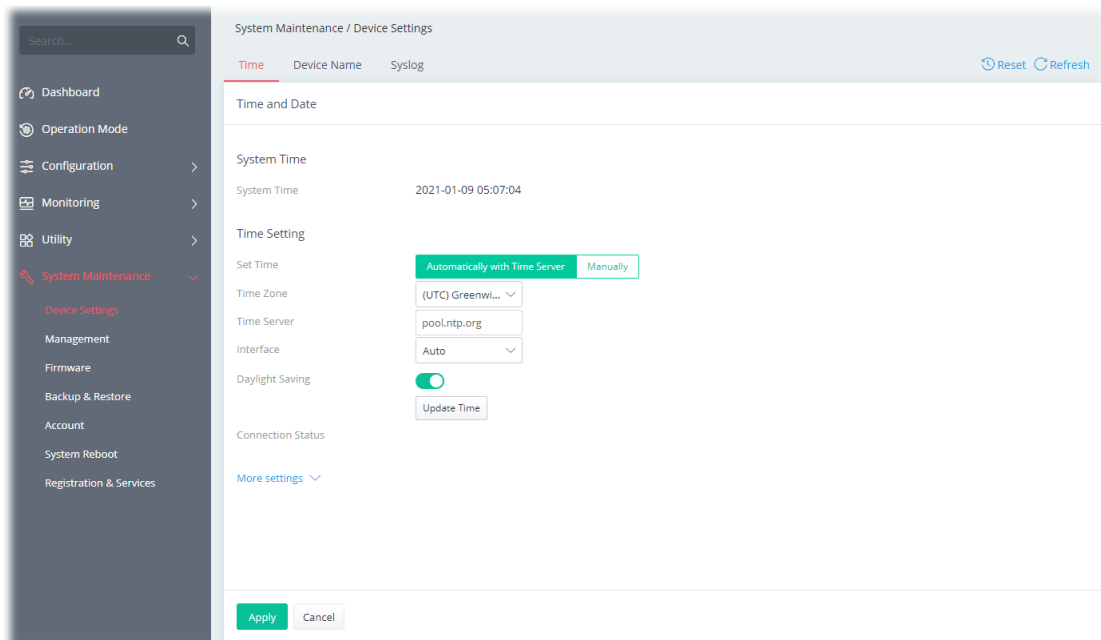 Search...
Dashboard
Operation Mode
Configuration
Monitoring
Utility
System Maintenance
Device Settings
Management
Firmware
Backup & Restore
Account
System Reboot
Registration & Services
System Maintenance / Device Settings
Time Device Name Syslog Reset Refresh
Time and Date
System Time
System Time 2021-01-09 05:07:04
Time Setting
Set Time Automatically with Time Server Manually
Time Zone (UTC) Greenwi...
Time Server pool.ntp.org
Interface Auto
Daylight Saving
Update Time
Connection Status
More settings
Apply Cancel